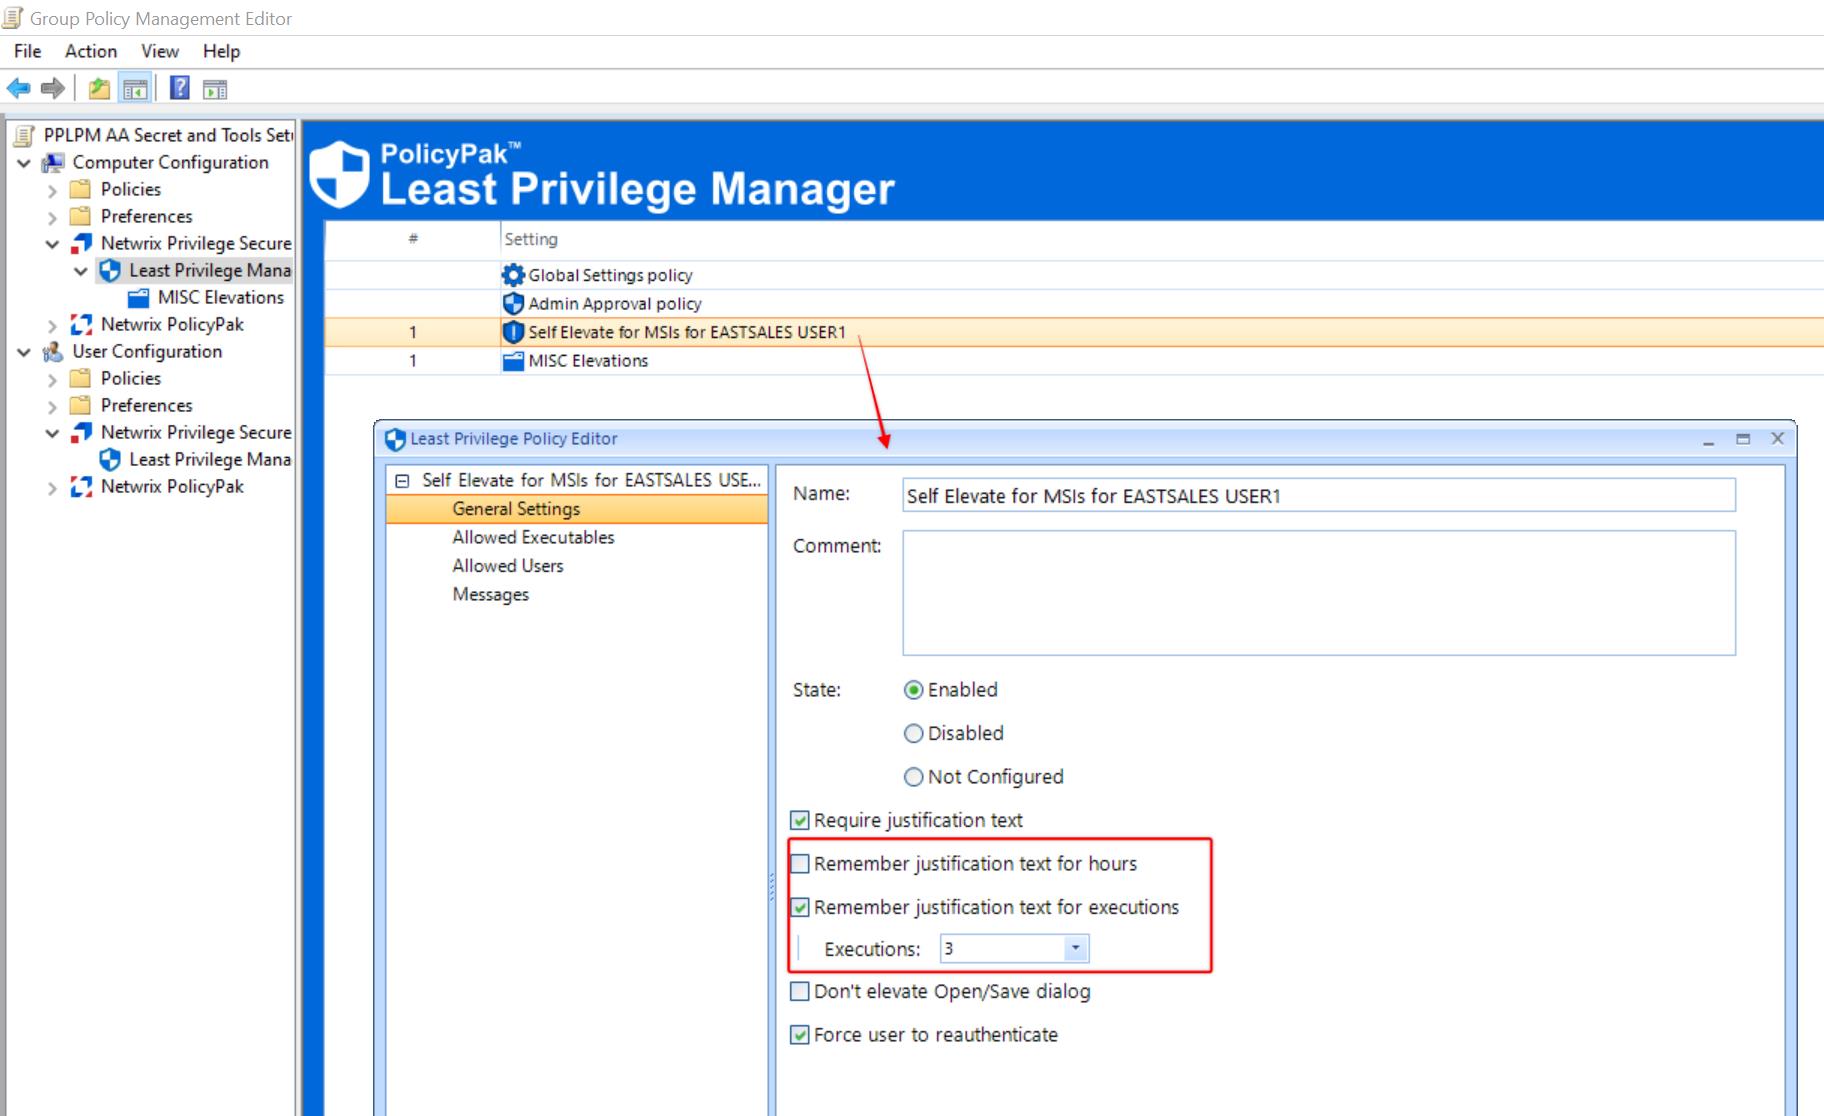 Group Policy Management Editor
File Action View Help
PPLPM AA Secret and Tools Set
Computer Configuration
Policies
Preferences
Netwrix Privilege Secure
Least Privilege Mana
MISC Elevations
Netwrix PolicyPak
User Configuration
Policies
Preferences
Netwrix Privilege Secure
Least Privilege Mana
Netwrix PolicyPak
PolicyPak™
Least Privilege Manager
# Setting
Global Settings policy
Admin Approval policy
1 Self Elevate for MSIs for EASTSALES USER1
1 MISC Elevations
Least Privilege Policy Editor
Self Elevate for MSIs for EASTSALES USE...
General Settings
Allowed Executables
Allowed Users
Messages
Name: Self Elevate for MSIs for EASTSALES USER1
Comment:
State: Enabled
Disabled
Not Configured
Require justification text
Remember justification text for hours
Remember justification text for executions
Executions: 3
Don't elevate Open/Save dialog
Force user to reauthenticate